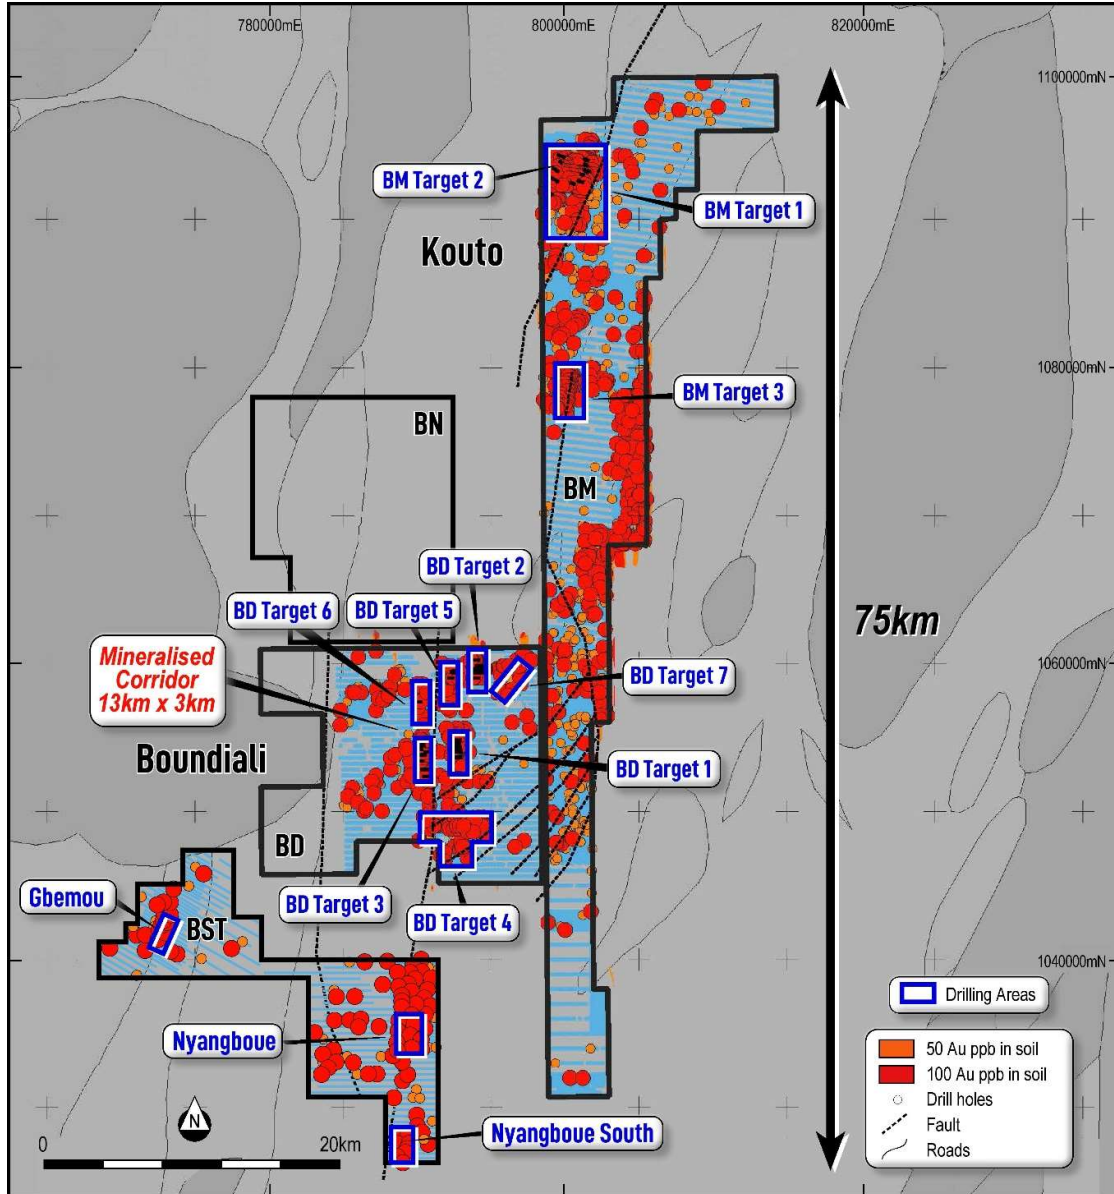 780000mE
800000mE
820000mE
1100000mN
BM Target 2
BM Target 1
Kouto
1080000mN
BM Target 3
BN
BM
BD Target 2
BD Target 6
BD Target 5
75km
Mineralised
Corridor
13km x 3km
1060000mN
BD Target 7
Boundiali
BD Target 1
BD
BD Target 3
BD Target 4
Gbemou
BST
1040000mN
Drilling Areas
Nyangboue
50 Au ppb in soil
100 Au ppb in soil
Drill holes
Fault
Roads
N
Nyangboue South
0
20km